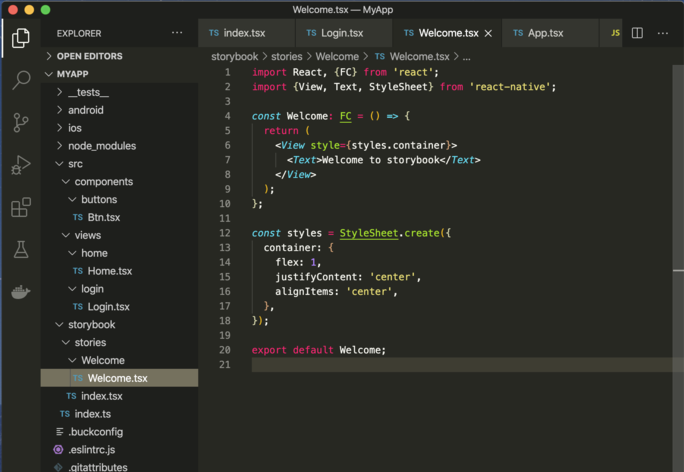 Welcome.tsx — MyApp
EXPLORER
TS index.tsx
TS Login.tsx
TS Welcome.tsx
TS App.tsx
JS
storybook > stories > Welcome > TS Welcome.tsx > ...
OPEN EDITORS
MYAPP
__tests__
android
ios
node_modules
src
components
buttons
TS Btn.tsx
views
home
TS Home.tsx
login
TS Login.tsx
storybook
stories
Welcome
TS Welcome.tsx
TS index.tsx
TS index.ts
.buckconfig
.eslintrc.js
.gitattributes
1 import React, {FC} from 'react';
2 import {View, Text, StyleSheet} from 'react-native';
3
4 const Welcome: FC = () => {
5 return (
6 <View style={styles.container}>
7 <Text>Welcome to storybook</Text>
8 </View>
9 );
10 };
11
12 const styles = StyleSheet.create({
13 container: {
14 flex: 1,
15 justifyContent: 'center',
16 alignItems: 'center',
17 },
18 });
19
20 export default Welcome;
21